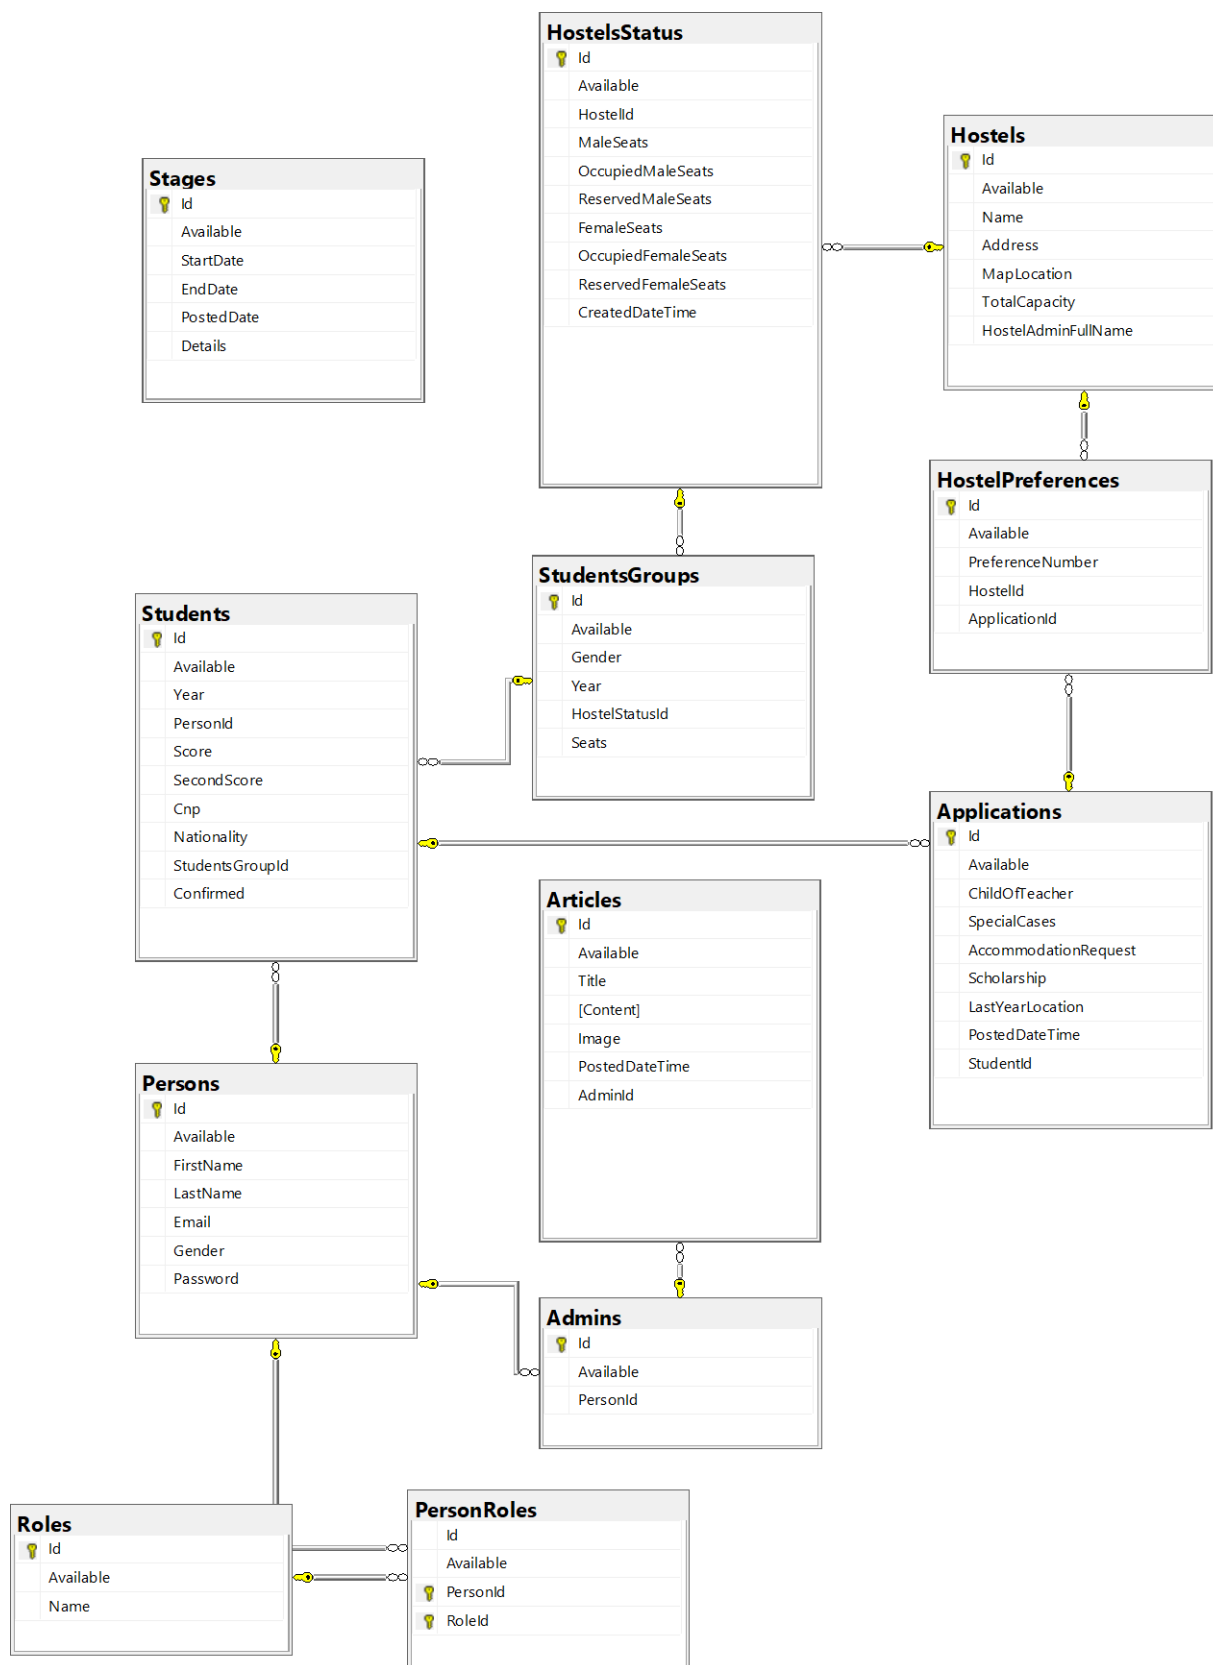 HostelsStatus
Id
Available
HostelId
MaleSeats
OccupiedMaleSeats
ReservedMaleSeats
FemaleSeats
OccupiedFemaleSeats
ReservedFemaleSeats
CreatedDateTime
Hostels
Id
Available
Name
Address
MapLocation
TotalCapacity
HostelAdminFullName
Stages
Id
Available
StartDate
EndDate
PostedDate
Details
HostelPreferences
Id
Available
PreferenceNumber
HostelId
ApplicationId
StudentsGroups
Id
Available
Gender
Year
HostelStatusId
Seats
Students
Id
Available
Year
PersonId
Score
SecondScore
Cnp
Nationality
StudentsGroupId
Confirmed
Applications
Id
Available
ChildOfTeacher
SpecialCases
AccommodationRequest
Scholarship
LastYearLocation
PostedDateTime
StudentId
Articles
Id
Available
Title
[Content]
Image
PostedDateTime
AdminId
Persons
Id
Available
FirstName
LastName
Email
Gender
Password
Admins
Id
Available
PersonId
Roles
Id
Available
Name
PersonRoles
Id
Available
PersonId
RoleId